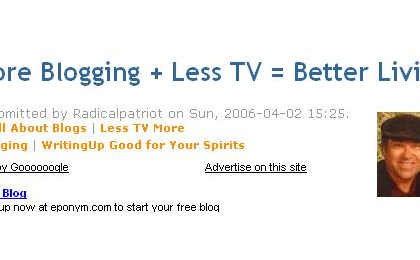 ore Blogging + Less TV = Better Livi
bmitted by Radicalpatriot on Sun, 2006-04-02 15:25.
ll About Blogs | Less TV More
ging | WritingUp Good for Your Spirits
by Goooooogle Advertise on this site
Blog
up now at eponym.com to start your free blog